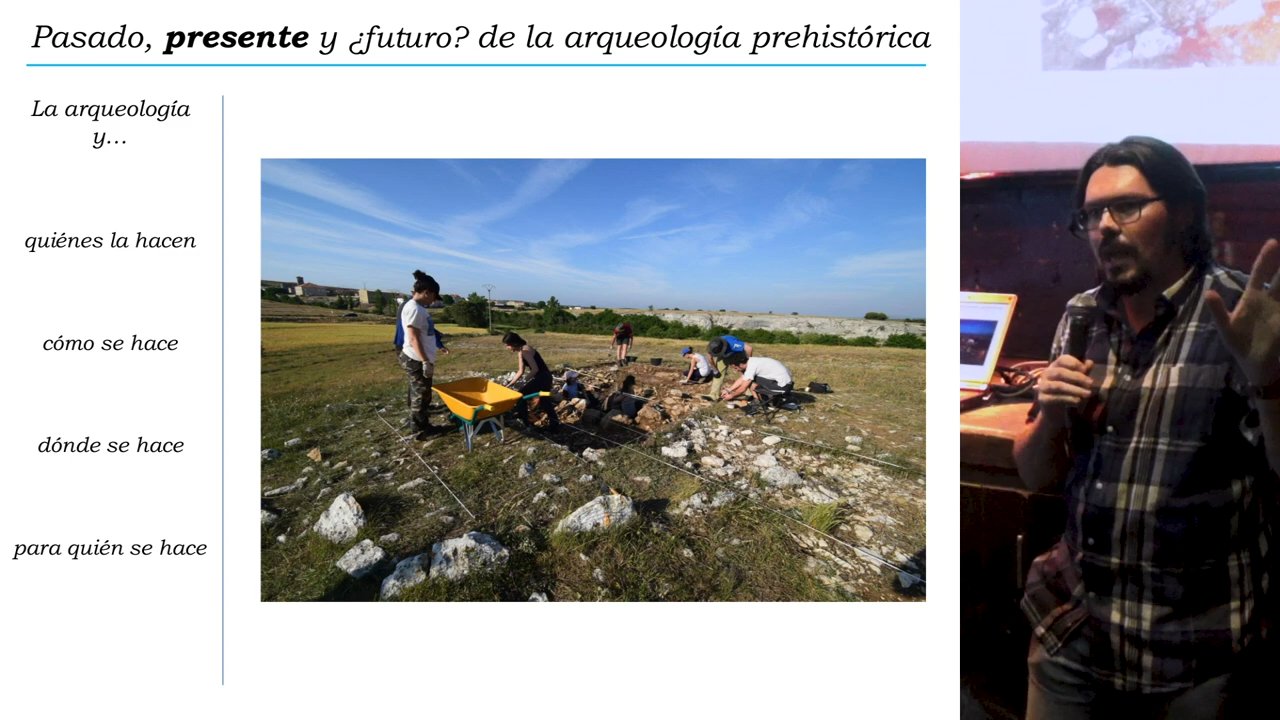 Pasado, presente y ¿futuro? de la arqueología prehistórica
La arqueología
y...
quiénes la hacen
cómo se hace
dónde se hace
para quién se hace